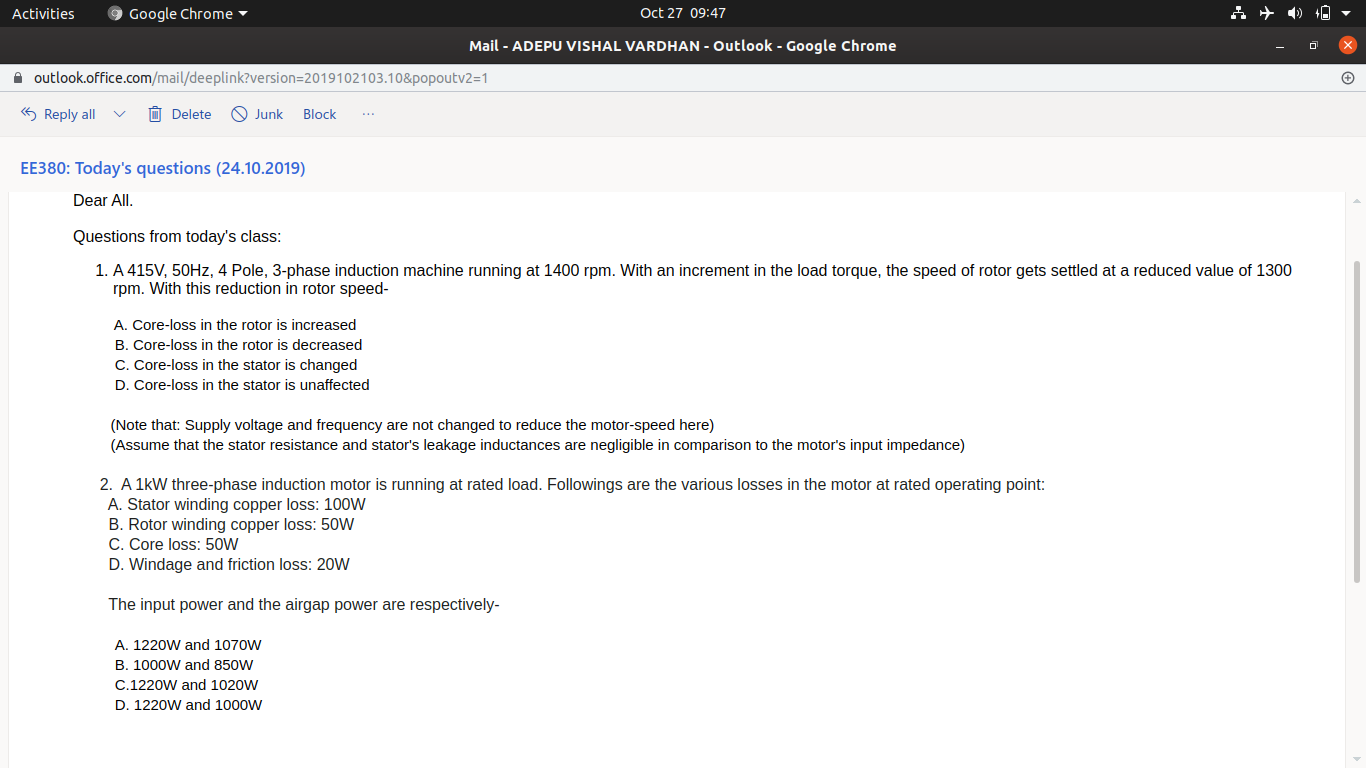 Activities Google Chrome Oct 27 09:47
Mail - ADEPU VISHAL VARDHAN - Outlook - Google Chrome
outlook.office.com/mail/deeplink?version=2019102103.10&popoutv2=1
Reply all Delete Junk Block ...
EE380: Today's questions (24.10.2019)
Dear All.
Questions from today's class:
1. A 415V, 50Hz, 4 Pole, 3-phase induction machine running at 1400 rpm. With an increment in the load torque, the speed of rotor gets settled at a reduced value of 1300
rpm. With this reduction in rotor speed-
A. Core-loss in the rotor is increased
B. Core-loss in the rotor is decreased
C. Core-loss in the stator is changed
D. Core-loss in the stator is unaffected
(Note that: Supply voltage and frequency are not changed to reduce the motor-speed here)
(Assume that the stator resistance and stator's leakage inductances are negligible in comparison to the motor's input impedance)
2. A 1kW three-phase induction motor is running at rated load. Followings are the various losses in the motor at rated operating point:
A. Stator winding copper loss: 100W
B. Rotor winding copper loss: 50W
C. Core loss: 50W
D. Windage and friction loss: 20W
The input power and the airgap power are respectively-
A. 1220W and 1070W
B. 1000W and 850W
C.1220W and 1020W
D. 1220W and 1000W